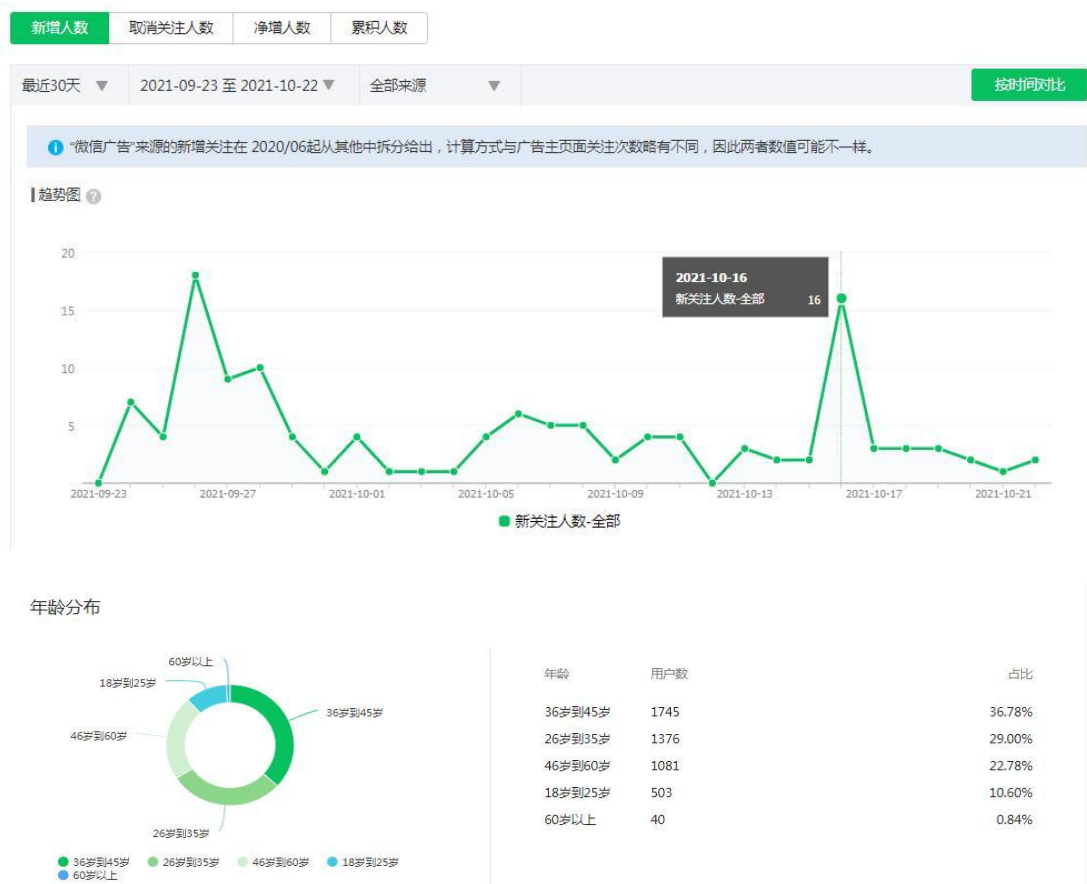 新增人数 取消关注人数 净增人数 累积人数
最近30天 2021-09-23 至 2021-10-22 全部来源 按时间对比
“微信广告”来源的新增关注在 2020/06起从其他中拆分给出，计算方式与广告主页面关注次数略有不同，因此两者数值可能不一样。
趋势图 ?
20
2021-10-16
新关注人数-全部 16
15
10
5
2021-09-23 2021-09-27 2021-10-01 2021-10-05 2021-10-09 2021-10-13 2021-10-17 2021-10-21
新关注人数-全部
年龄分布
60岁以上
18岁到25岁
36岁到45岁
46岁到60岁
26岁到35岁
36岁到45岁 26岁到35岁 46岁到60岁 18岁到25岁
60岁以上
年龄 用户数 占比
36岁到45岁 1745 36.78%
26岁到35岁 1376 29.00%
46岁到60岁 1081 22.78%
18岁到25岁 503 10.60%
60岁以上 40 0.84%